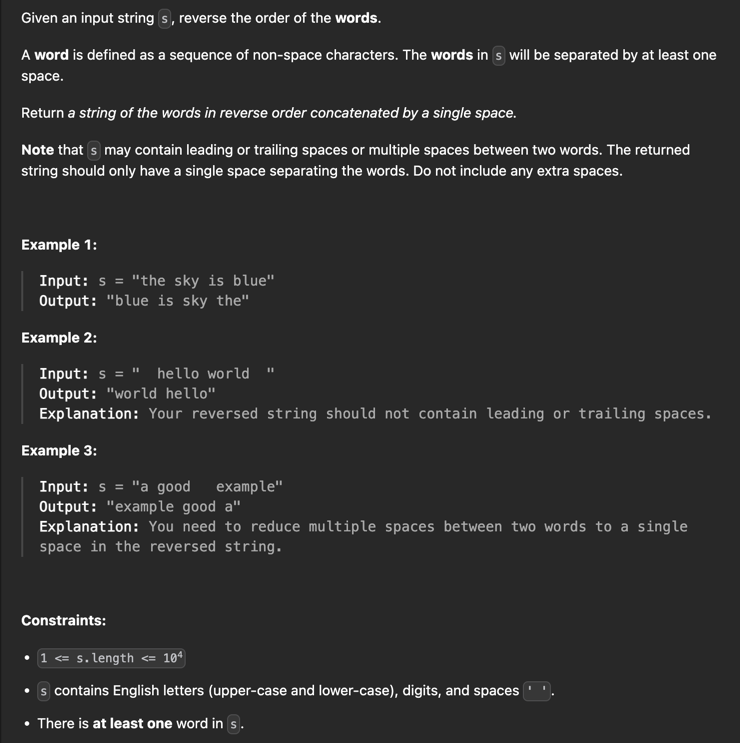 Given an input string s, reverse the order of the words.
A word is defined as a sequence of non-space characters. The words in s will be separated by at least one
space.
Return a string of the words in reverse order concatenated by a single space.
Note that s may contain leading or trailing spaces or multiple spaces between two words. The returned
string should only have a single space separating the words. Do not include any extra spaces.
Example 1:
Input: s = "the sky is blue"
Output: "blue is sky the"
Example 2:
Input: s = "  hello world  "
Output: "world hello"
Explanation: Your reversed string should not contain leading or trailing spaces.
Example 3:
Input: s = "a good   example"
Output: "example good a"
Explanation: You need to reduce multiple spaces between two words to a single
space in the reversed string.
Constraints:
• 1 <= s.length <= 10⁴
• s contains English letters (upper-case and lower-case), digits, and spaces ' '.
• There is at least one word in s.